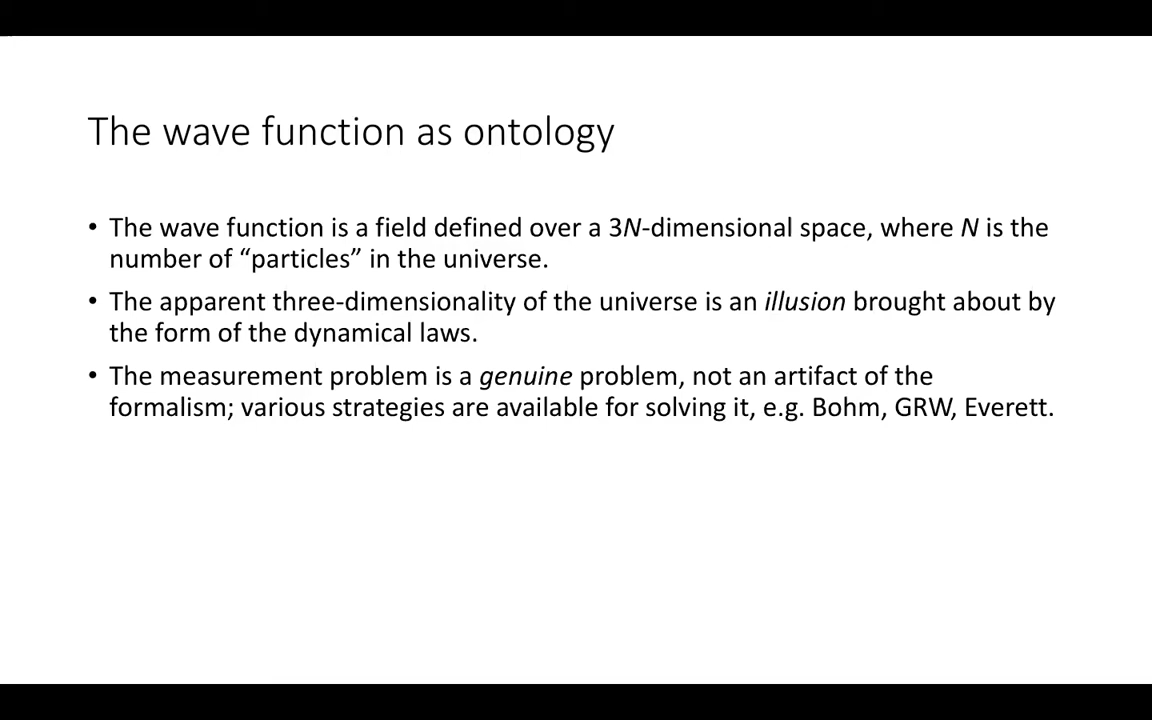 The wave function as ontology
• The wave function is a field defined over a 3N-dimensional space, where N is the
number of “particles” in the universe.
• The apparent three-dimensionality of the universe is an illusion brought about by
the form of the dynamical laws.
• The measurement problem is a genuine problem, not an artifact of the
formalism; various strategies are available for solving it, e.g. Bohm, GRW, Everett.